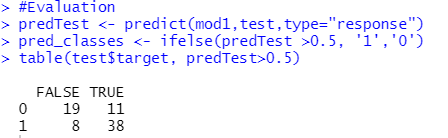 > #Evaluation
> predTest <- predict(mod1,test,type="response")
> pred_classes <- ifelse(predTest >0.5, '1','0')
> table(test$target, predTest>0.5)
FALSE TRUE
0 19 11
1 8 38